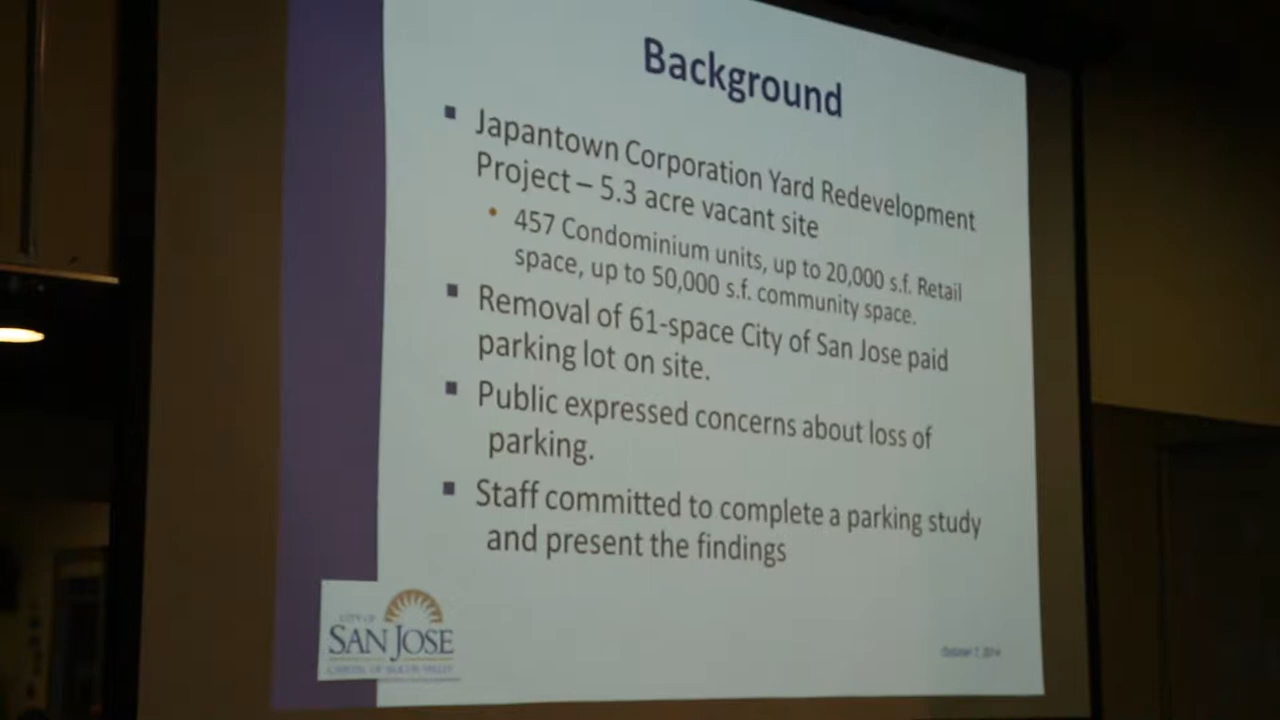 Background
▪ Japantown Corporation Yard Redevelopment
Project – 5.3 acre vacant site
• 457 Condominium units, up to 20,000 s.f. Retail
space, up to 50,000 s.f. community space.
▪ Removal of 61-space City of San Jose paid
parking lot on site.
▪ Public expressed concerns about loss of
parking.
▪ Staff committed to complete a parking study
and present the findings
CITY OF
SAN JOSE
CAPITAL OF SILICON VALLEY
October 7, 2014